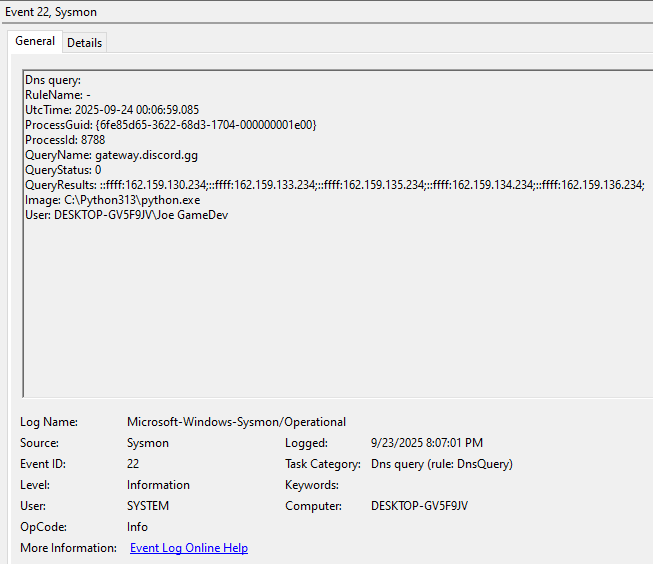 Event 22, Sysmon
General Details
Dns query:
RuleName: -
UtcTime: 2025-09-24 00:06:59.085
ProcessGuid: {6fe85d65-3622-68d3-1704-000000001e00}
ProcessId: 8788
QueryName: gateway.discord.gg
QueryStatus: 0
QueryResults: ::ffff:162.159.130.234;::ffff:162.159.133.234;::ffff:162.159.135.234;::ffff:162.159.134.234;::ffff:162.159.136.234;
Image: C:\Python313\python.exe
User: DESKTOP-GV5F9JV\Joe GameDev
Log Name: Microsoft-Windows-Sysmon/Operational
Source: Sysmon Logged: 9/23/2025 8:07:01 PM
Event ID: 22 Task Category: Dns query (rule: DnsQuery)
Level: Information Keywords:
User: SYSTEM Computer: DESKTOP-GV5F9JV
OpCode: Info
More Information: Event Log Online Help